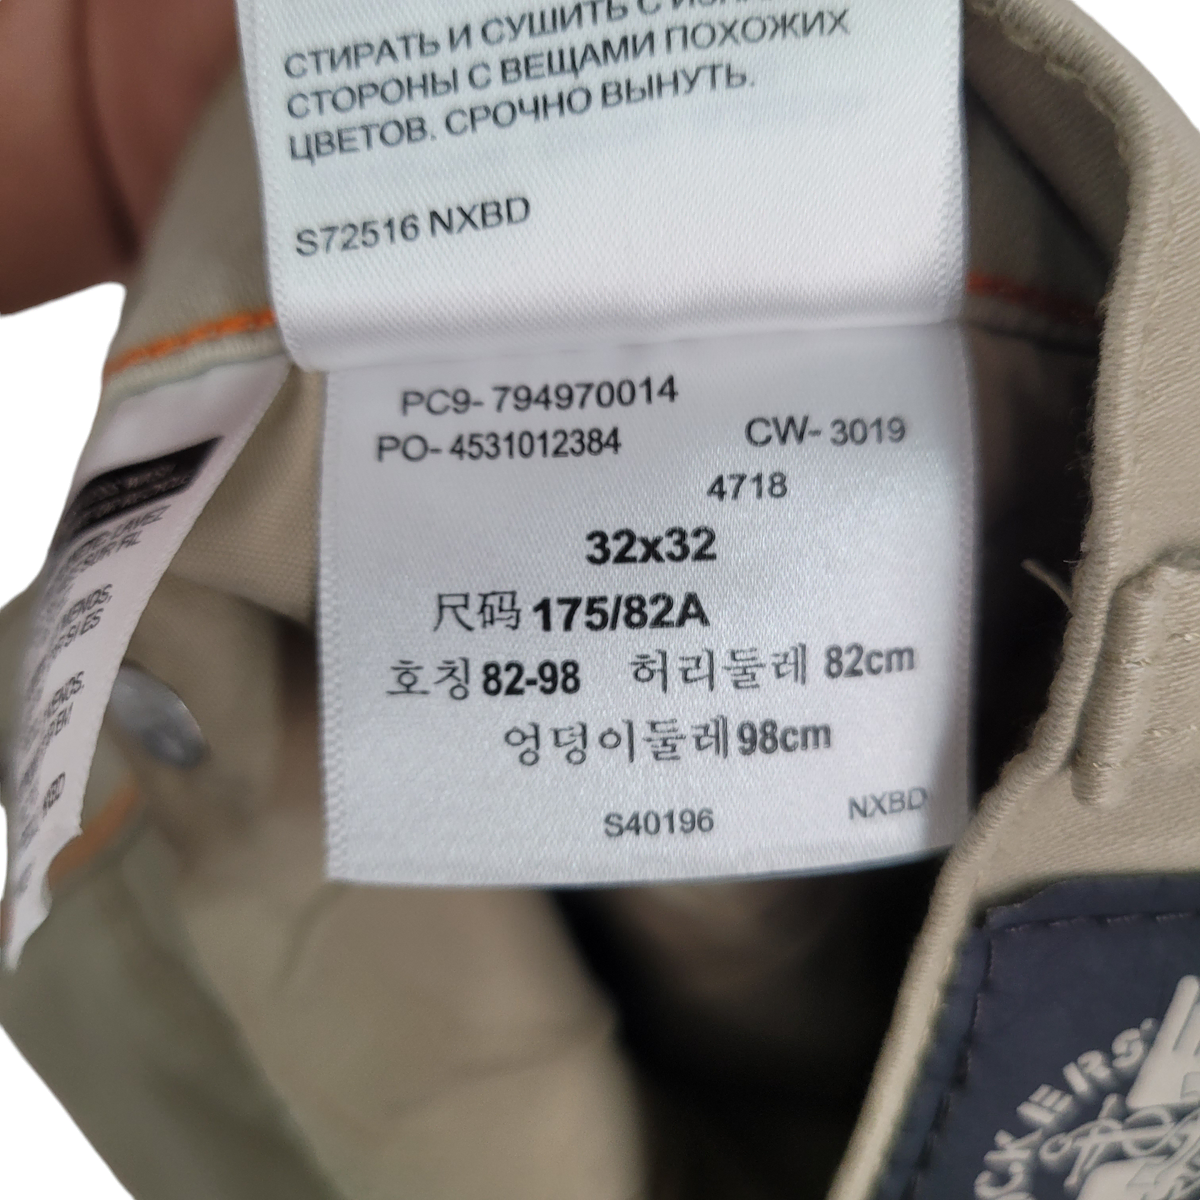 СТИРАТЬ И СУШИТЬ С
СТОРОНЫ С ВЕЩАМИ ПОХОЖИХ
ЦВЕТОВ. СРОЧНО ВЫНУТЬ.
S72516 NXBD
PC9- 794970014
PO- 4531012384
CW- 3019
4718
32x32
尺码 175/82A
호칭 82-98 허리둘레 82cm
엉덩이둘레 98cm
S40196 NXBD
CKERS